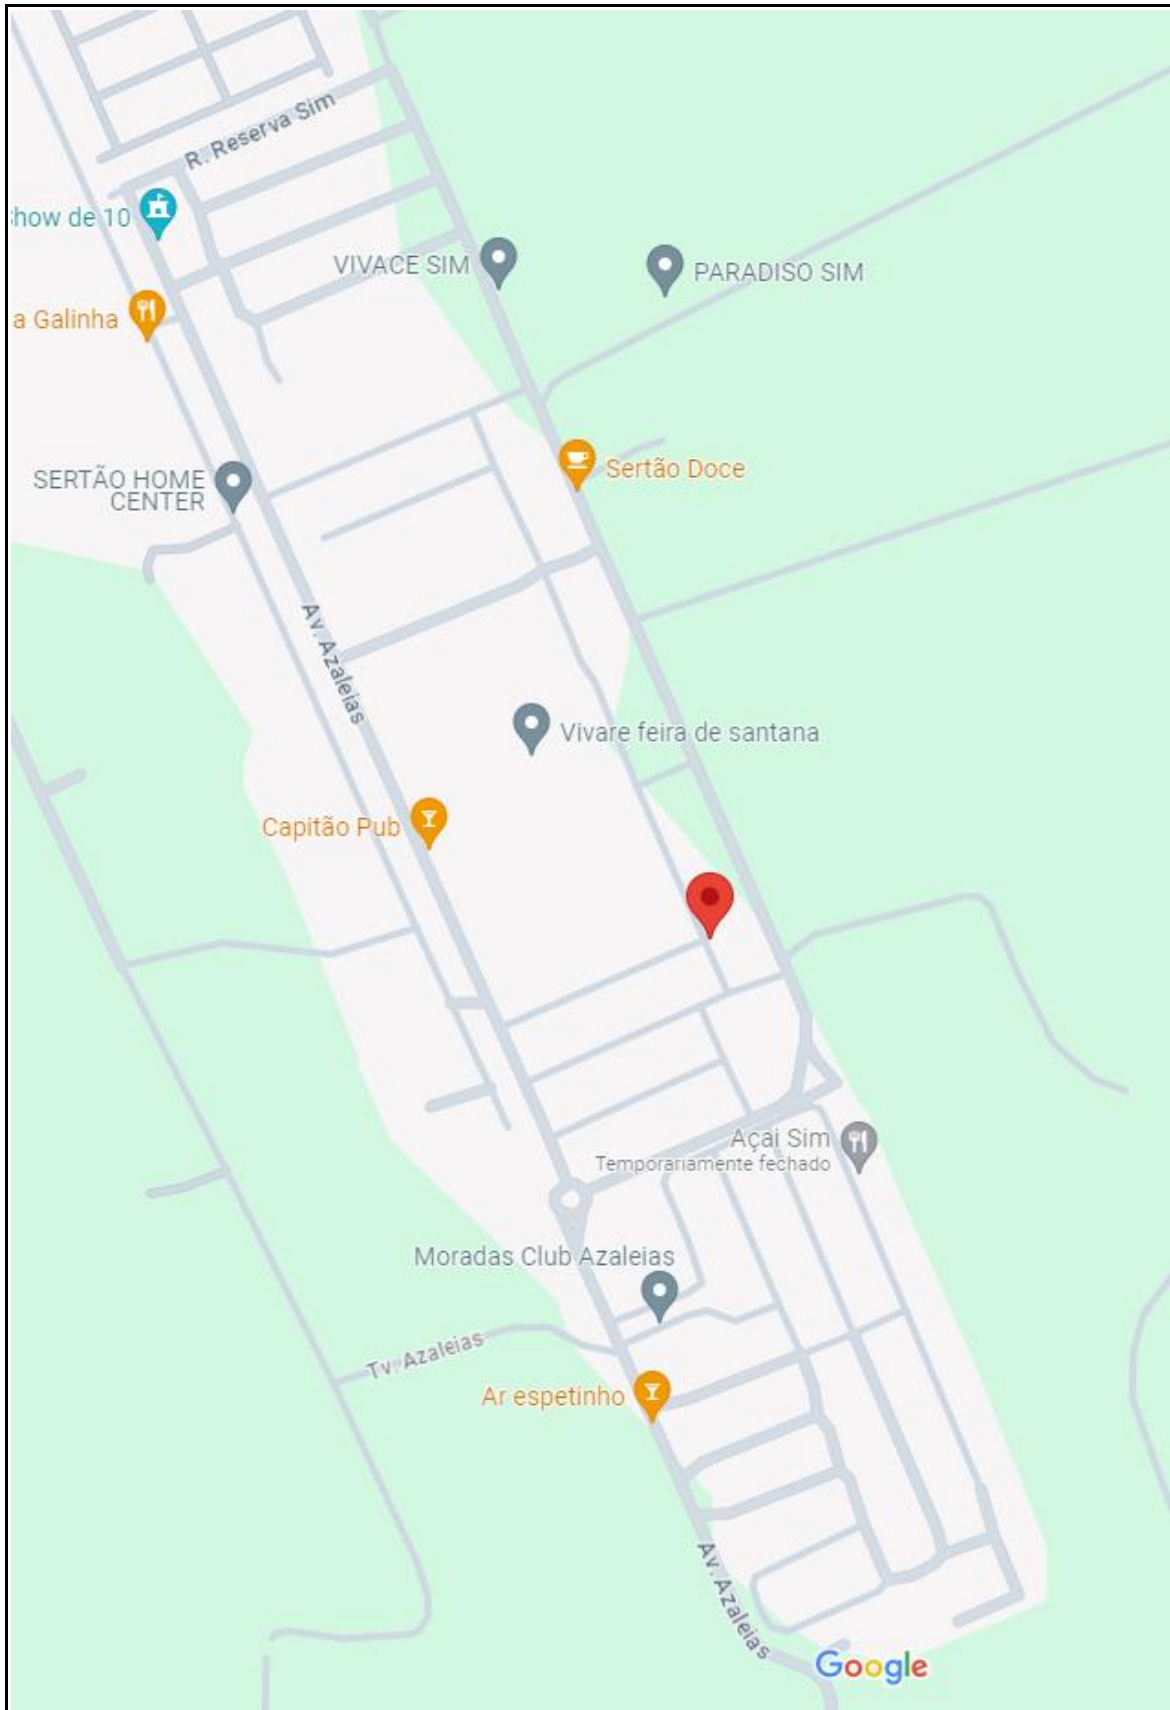 R. Reserva Sim
how de 10
VIVACE SIM
PARADISO SIM
a Galinha
Sertão Doce
SERTÃO HOME
CENTER
Av. Azaleias
Vivare feira de santana
Capitão Pub
Açai Sim
Temporariamente fechado
Moradas Club Azaleias
Tv. Azaleias
Ar espetinho
Av. Azaleias
Google